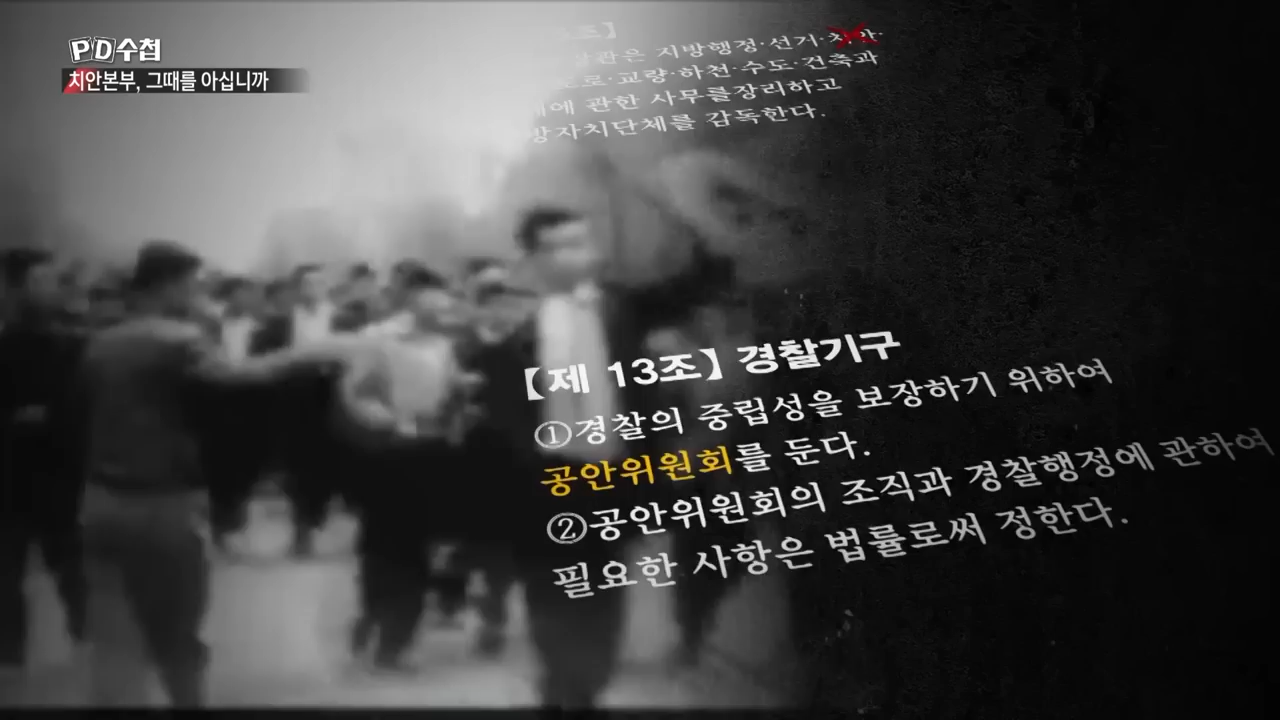 PD수첩
치안본부, 그때를 아십니까
조】
장관은 지방행정·선거·치안·
도로·교량·하천·수도·건축과
에 관한 사무를장리하고
방자치단체를 감독한다.
【제 13조】 경찰기구
①경찰의 중립성을 보장하기 위하여
공안위원회를 둔다.
②공안위원회의 조직과 경찰행정에 관하여
필요한 사항은 법률로써 정한다.